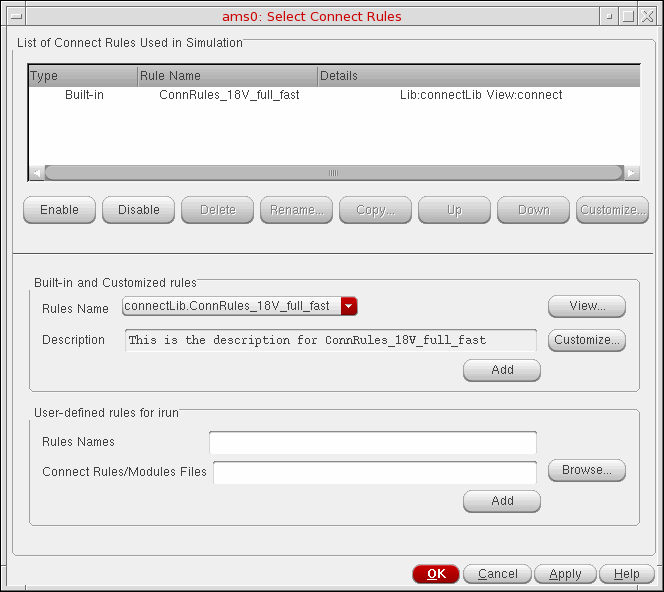 ams0: Select Connect Rules
List of Connect Rules Used in Simulation
Type Rule Name Details
Built-in ConnRules_18V_full_fast Lib:connectLib View:connect
Enable Disable Delete Rename... Copy... Up Down Customize...
Built-in and Customized rules
Rules Name connectLib.ConnRules_18V_full_fast View...
Description This is the description for ConnRules_18V_full_fast Customize...
Add
User-defined rules for irun
Rules Names
Connect Rules/Modules Files Browse...
Add
OK Cancel Apply Help